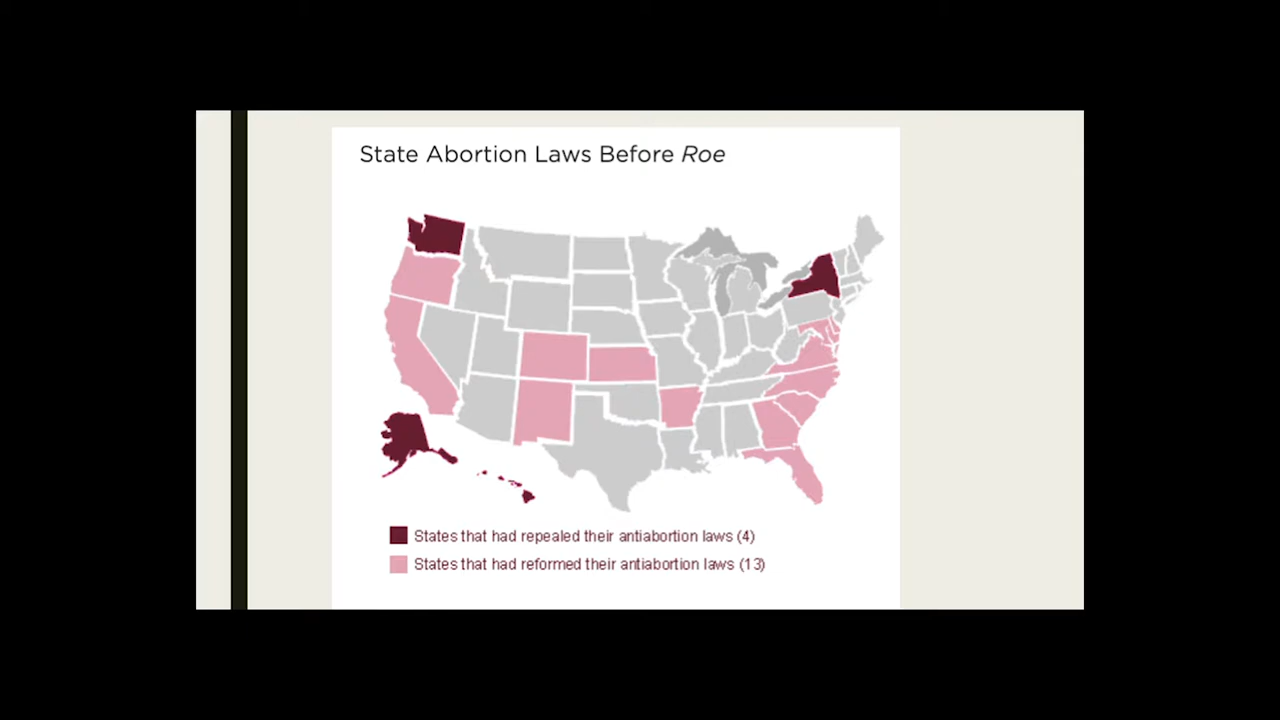 State Abortion Laws Before Roe
States that had repealed their antiabortion laws (4)
States that had reformed their antiabortion laws (13)